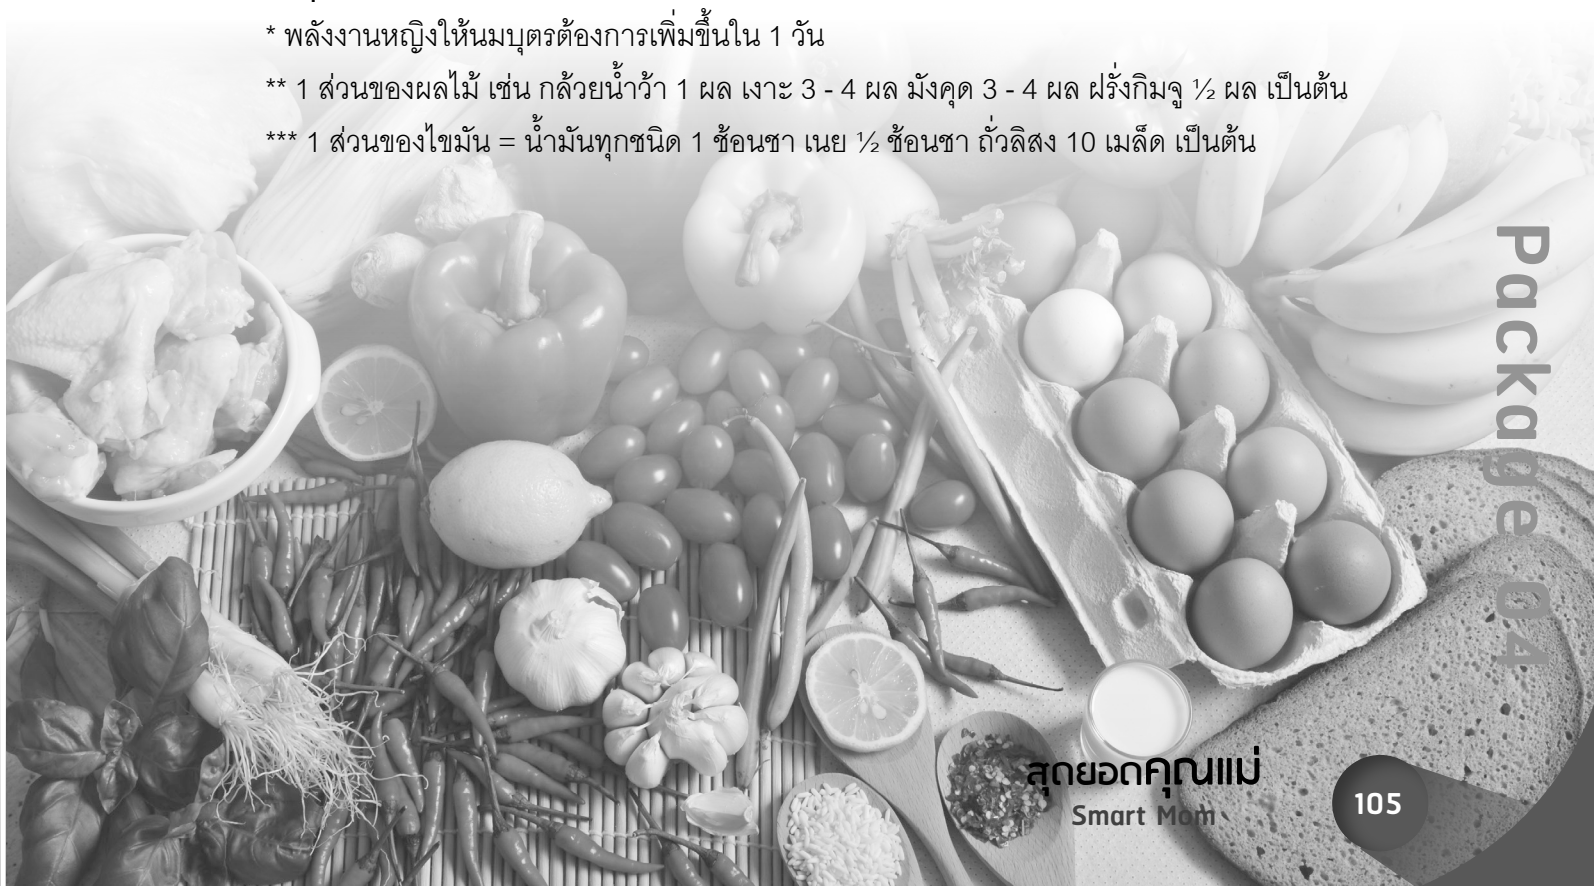 * พลังงานหญิงให้นมบุตรต้องการเพิ่มขึ้นใน 1 วัน
** 1 ส่วนของผลไม้ เช่น กล้วยน้ำว้า 1 ผล เงาะ 3 - 4 ผล มังคุด 3 - 4 ผล ฝรั่งกิมจู ½ ผล เป็นต้น
*** 1 ส่วนของไขมัน = น้ำมันทุกชนิด 1 ช้อนชา เนย ½ ช้อนชา ถั่วลิสง 10 เมล็ด เป็นต้น
Package 04
สุดยอดคุณแม่
Smart Mom
105